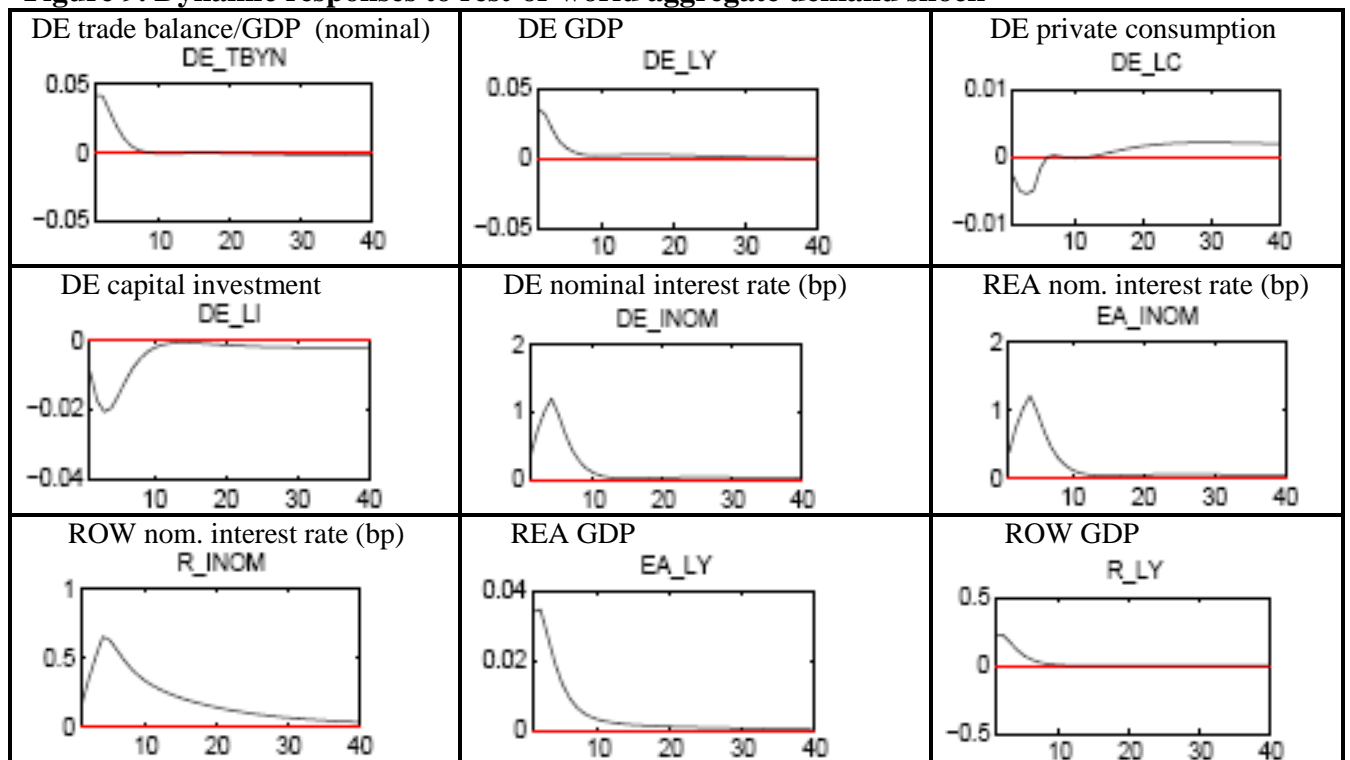 Figure 9: Dynamic responses to rest-of-world aggregate demand shock
DE trade balance/GDP (nominal)
DE_TBYN
0.05
0
−0.05
10 20 30 40
DE GDP
DE_LY
0.05
0
−0.05
10 20 30 40
DE private consumption
DE_LC
0.01
0
−0.01
10 20 30 40
DE capital investment
DE_LI
0
−0.02
−0.04
10 20 30 40
DE nominal interest rate (bp)
DE_INOM
2
1
0
10 20 30 40
REA nom. interest rate (bp)
EA_INOM
2
1
0
10 20 30 40
ROW nom. interest rate (bp)
R_INOM
1
0.5
0
10 20 30 40
REA GDP
EA_LY
0.04
0.02
0
10 20 30 40
ROW GDP
R_LY
0.5
0
−0.5
10 20 30 40